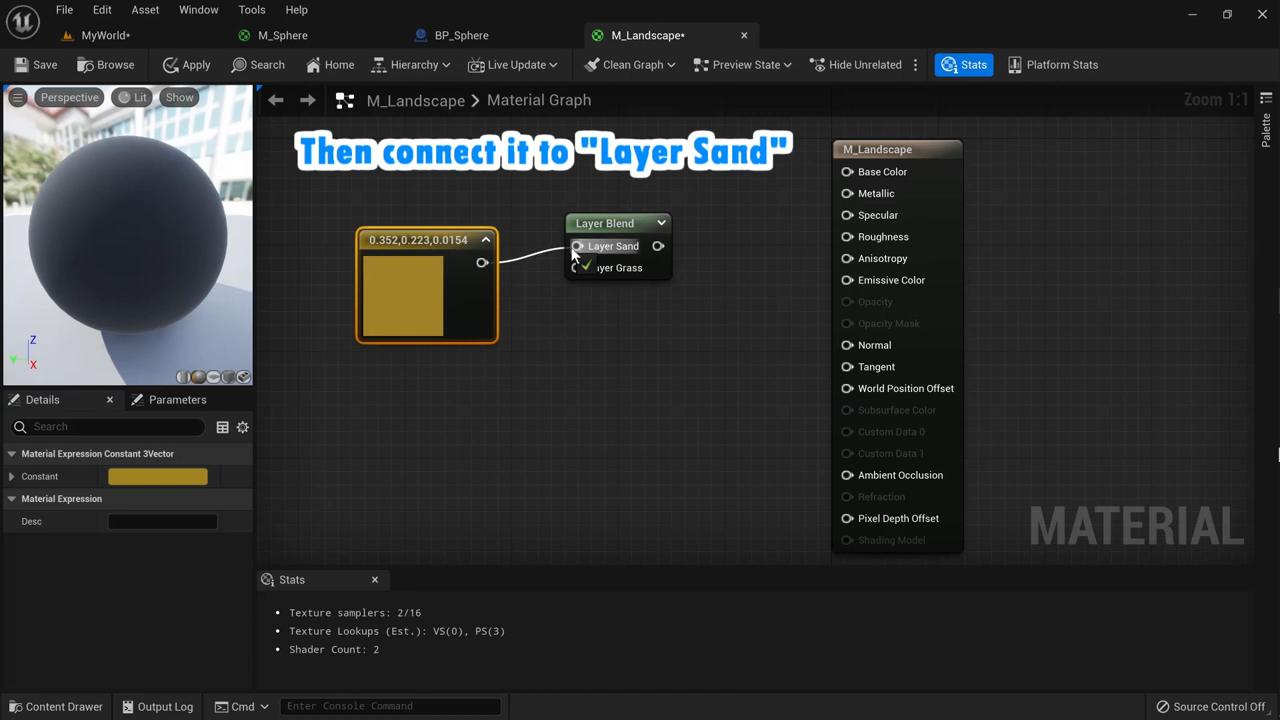 File Edit Asset Window Tools Help
MyWorld* M_Sphere BP_Sphere M_Landscape*
Save Browse Apply Search Home Hierarchy Live Update Clean Graph Preview State Hide Unrelated Stats Platform Stats
Perspective Lit Show
M_Landscape Material Graph Zoom 1:1
Palette
Then connect it to "Layer Sand"
M_Landscape
Base Color
Metallic
Specular
Roughness
Anisotropy
Emissive Color
Opacity
Opacity Mask
Normal
Tangent
World Position Offset
Subsurface Color
Custom Data 0
Custom Data 1
Ambient Occlusion
Refraction
Pixel Depth Offset
Shading Model
Layer Blend
Layer Sand
yer Grass
0.352,0.223,0.0154
Z
Y
X
MATERIAL
Details Parameters
Search
Material Expression Constant 3Vector
Constant
Material Expression
Desc
Stats
• Texture samplers: 2/16
• Texture Lookups (Est.): VS(0), PS(3)
• Shader Count: 2
Content Drawer Output Log Cmd Enter Console Command Source Control Off